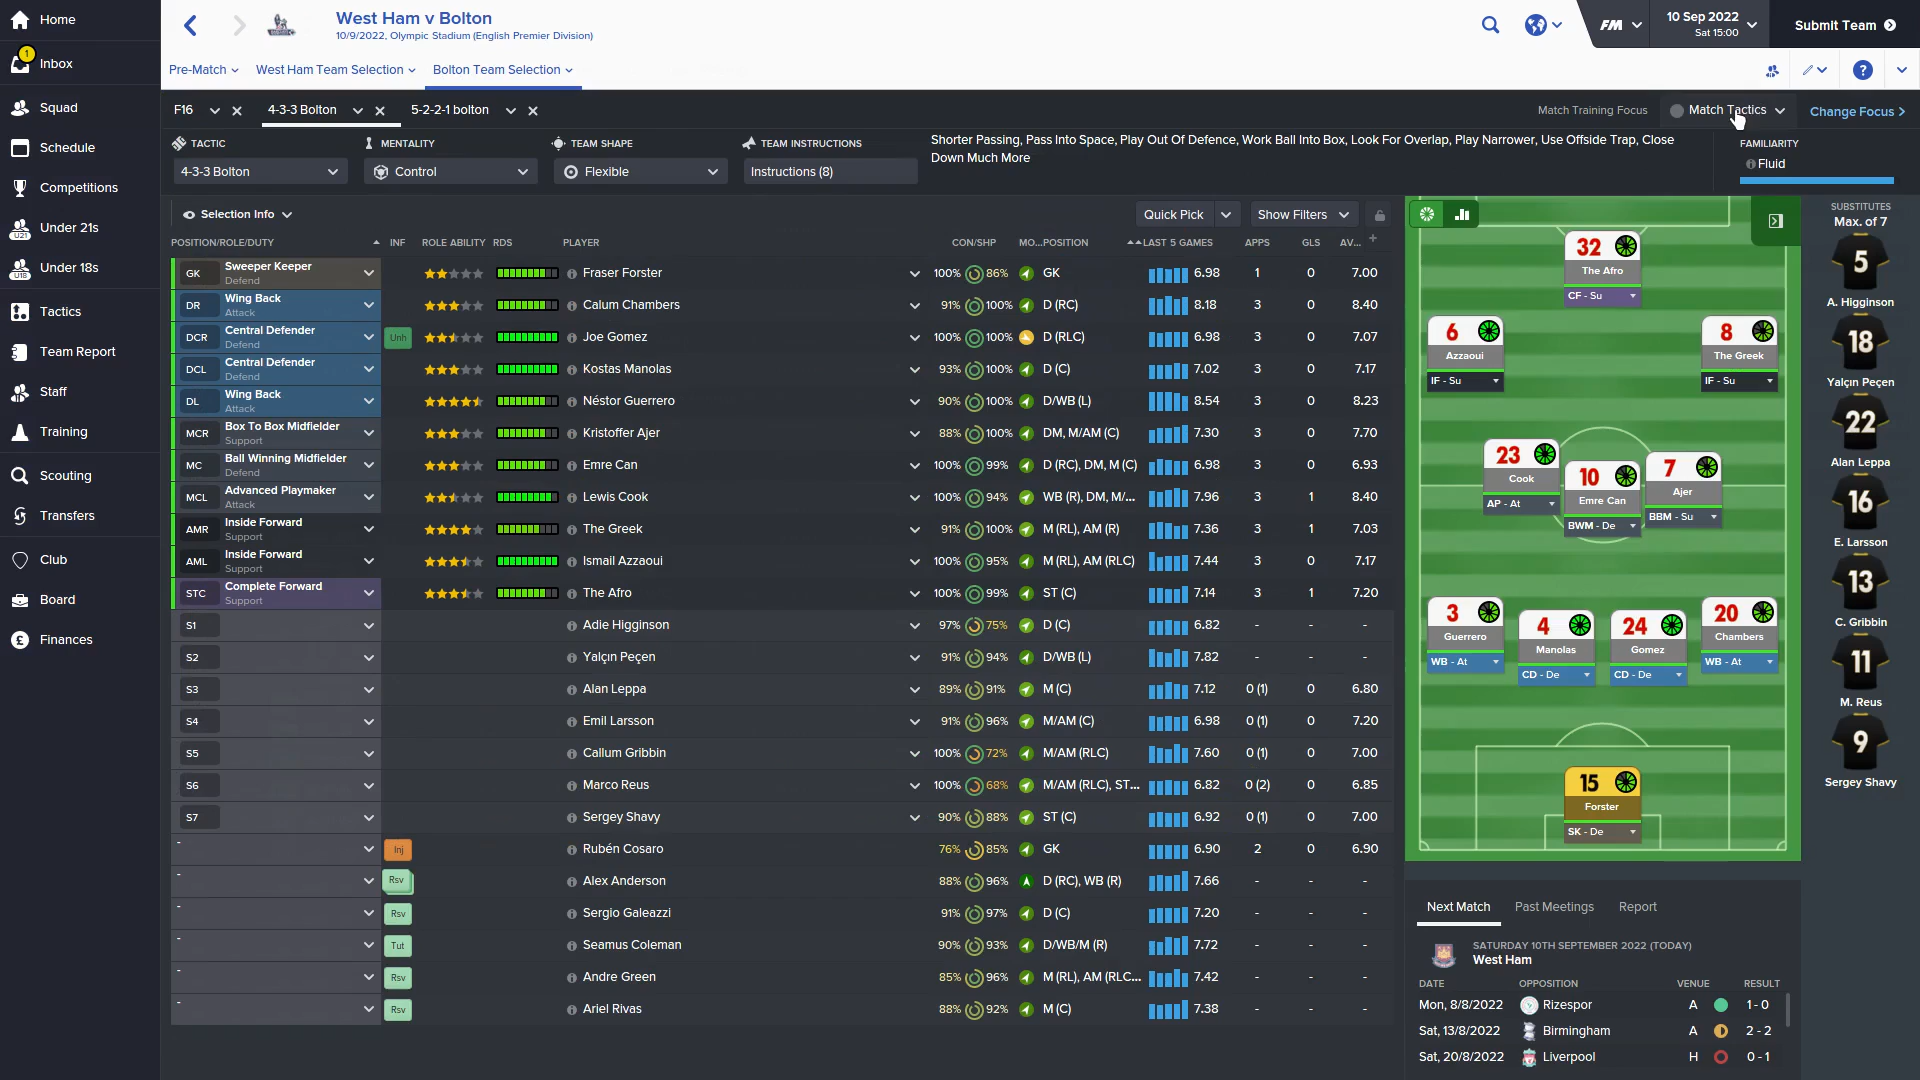 Home
Inbox
1
Squad
Schedule
Competitions
Under 21s
U21
Under 18s
U18
Tactics
Team Report
Staff
Training
Scouting
Transfers
Club
Board
Finances
West Ham v Bolton
10/9/2022, Olympic Stadium (English Premier Division)
FM
10 Sep 2022
Sat 15:00
Submit Team
Pre-Match
West Ham Team Selection
Bolton Team Selection
?
F16
4-3-3 Bolton
5-2-2-1 bolton
Match Training Focus
Match Tactics
Change Focus >
TACTIC
MENTALITY
TEAM SHAPE
TEAM INSTRUCTIONS
4-3-3 Bolton
Control
Flexible
Instructions (8)
Shorter Passing, Pass Into Space, Play Out Of Defence, Work Ball Into Box, Look For Overlap, Play Narrower, Use Offside Trap, Close
Down Much More
FAMILIARITY
Fluid
Selection Info
Quick Pick
Show Filters
POSITION/ROLE/DUTY INF ROLE ABILITY RDS PLAYER CON/SHP MO... POSITION LAST 5 GAMES APPS GLS AV...
GK Sweeper Keeper Defend Fraser Forster 100% 86% GK 6.98 1 0 7.00
DR Wing Back Attack Calum Chambers 91% 100% D (RC) 8.18 3 0 8.40
DCR Central Defender Defend Unh Joe Gomez 100% 100% D (RLC) 6.98 3 0 7.07
DCL Central Defender Defend Kostas Manolas 93% 100% D (C) 7.02 3 0 7.17
DL Wing Back Attack Néstor Guerrero 90% 100% D/WB (L) 8.54 3 0 8.23
MCR Box To Box Midfielder Support Kristoffer Ajer 88% 100% DM, M/AM (C) 7.30 3 0 7.70
MC Ball Winning Midfielder Defend Emre Can 100% 99% D (RC), DM, M (C) 6.98 3 0 6.93
MCL Advanced Playmaker Attack Lewis Cook 100% 94% WB (R), DM, M/... 7.96 3 1 8.40
AMR Inside Forward Support The Greek 91% 100% M (RL), AM (R) 7.36 3 1 7.03
AML Inside Forward Support Ismail Azzaoui 100% 95% M (RL), AM (RLC) 7.44 3 0 7.17
STC Complete Forward Support The Afro 100% 99% ST (C) 7.14 3 1 7.20
S1 Adie Higginson 97% 75% D (C) 6.82 - - -
S2 Yalçın Peçen 91% 94% D/WB (L) 7.82 - - -
S3 Alan Leppa 89% 91% M (C) 7.12 0 (1) 0 6.80
S4 Emil Larsson 91% 96% M/AM (C) 6.98 0 (1) 0 7.20
S5 Callum Gribbin 100% 72% M/AM (RLC) 7.60 0 (1) 0 7.00
S6 Marco Reus 100% 68% M/AM (RLC), ST... 6.82 0 (2) 0 6.85
S7 Sergey Shavy 90% 88% ST (C) 6.92 0 (1) 0 7.00
- Inj Rubén Cosaro 76% 85% GK 6.90 2 0 6.90
- Rsv Alex Anderson 88% 96% D (RC), WB (R) 7.66 - - -
- Rsv Sergio Galeazzi 91% 97% D (C) 7.20 - - -
- Tut Seamus Coleman 90% 93% D/WB/M (R) 7.72 - - -
- Rsv Andre Green 85% 96% M (RL), AM (RLC... 7.42 - - -
- Rsv Ariel Rivas 88% 92% M (C) 7.38 - - -
32
The Afro
CF - Su
6
Azzaoui
IF - Su
8
The Greek
IF - Su
23
Cook
AP - At
10
Emre Can
BWM - De
7
Ajer
BBM - Su
3
Guerrero
WB - At
4
Manolas
CD - De
24
Gomez
CD - De
20
Chambers
WB - At
15
Forster
SK - De
SUBSTITUTES
Max. of 7
5
A. Higginson
18
Yalçın Peçen
22
Alan Leppa
16
E. Larsson
13
C. Gribbin
11
M. Reus
9
Sergey Shavy
Next Match
Past Meetings
Report
SATURDAY 10TH SEPTEMBER 2022 (TODAY)
West Ham
DATE OPPOSITION VENUE RESULT
Mon, 8/8/2022 Rizespor A 1 - 0
Sat, 13/8/2022 Birmingham A 2 - 2
Sat, 20/8/2022 Liverpool H 0 - 1